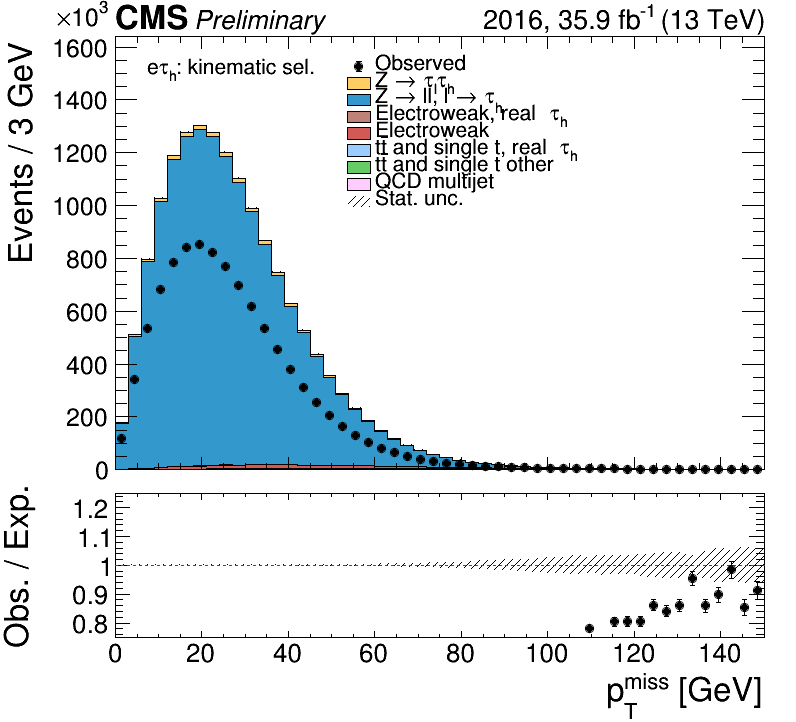 ×10³ CMS Preliminary 2016, 35.9 fb⁻¹ (13 TeV)
eτₕ: kinematic sel.
Observed
Z → τₗτₕ
Z → ll, l → τₕ
Electroweak, real τₕ
Electroweak
tt̄ and single t, real τₕ
tt̄ and single t other
QCD multijet
Stat. unc.
Events / 3 GeV
1600
1400
1200
1000
800
600
400
200
0
Obs. / Exp.
1.2
1.1
1
0.9
0.8
0 20 40 60 80 100 120 140
p_T^miss [GeV]